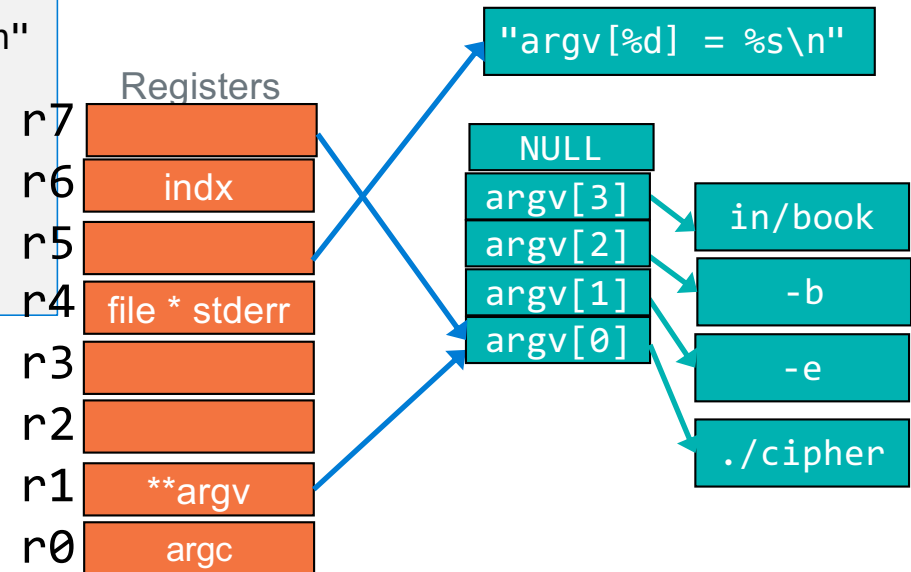 n"
Registers
r7
r6 indx
r5
r4 file * stderr
r3
r2
r1 **argv
r0 argc
"argv[%d] = %s\n"
NULL
argv[3]
argv[2]
argv[1]
argv[0]
in/book
-b
-e
./cipher